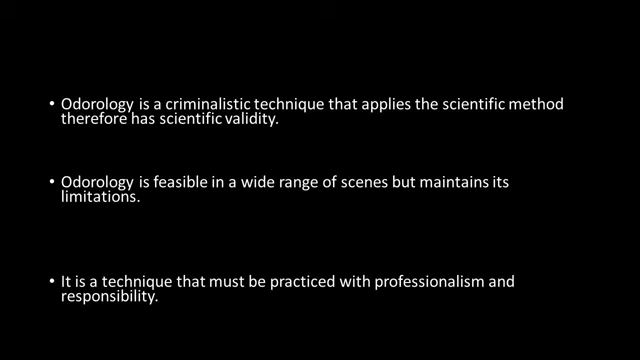 • Odorology is a criminalistic technique that applies the scientific method
therefore has scientific validity.
• Odorology is feasible in a wide range of scenes but maintains its
limitations.
• It is a technique that must be practiced with professionalism and
responsibility.